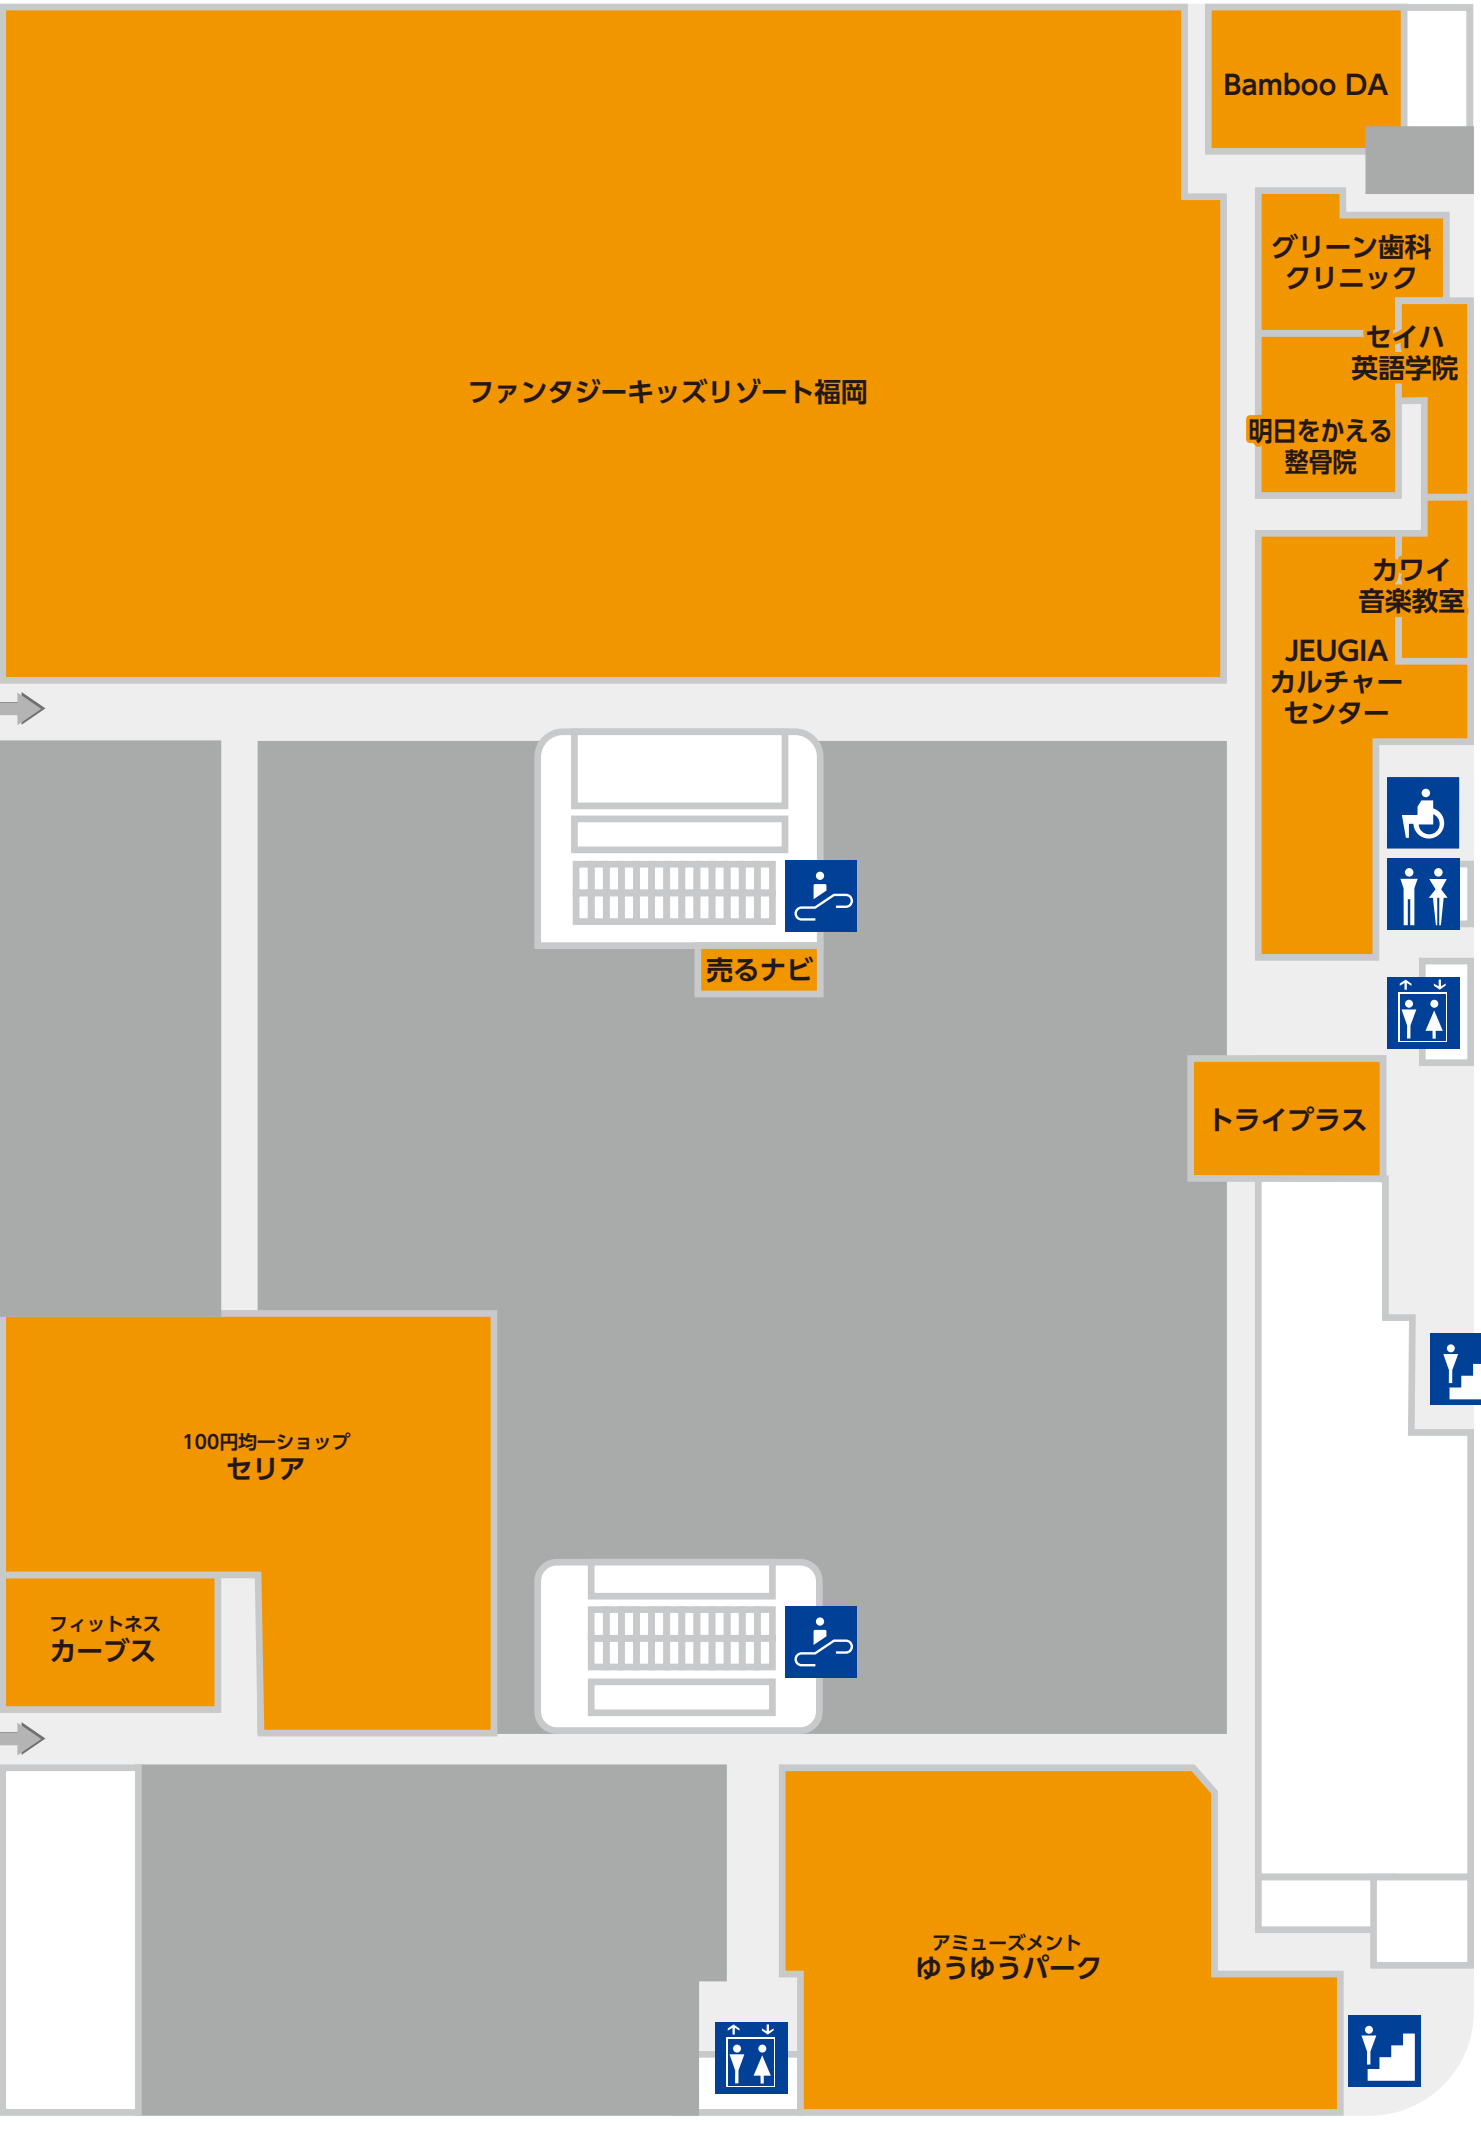 Bamboo DA
グリーン歯科
クリニック
セイハ
英語学院
ファンタジーキッズリゾート福岡
明日をかえる
整骨院
カワイ
音楽教室
JEUGIA
カルチャー
センター
売るナビ
トライプラス
100円均一ショップ
セリア
フィットネス
カーブス
アミューズメント
ゆうゆうパーク